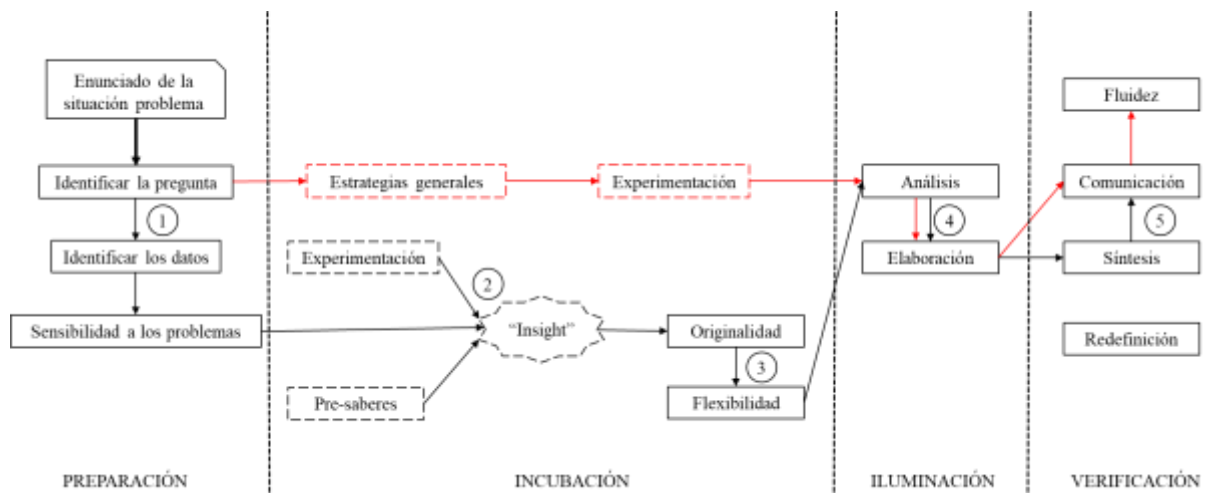 Enunciado de la
situación problema
Identificar la pregunta
1
Identificar los datos
Sensibilidad a los problemas
Estrategias generales
Experimentación
Experimentación
2
Pre-saberes
“Insight”
Originalidad
3
Flexibilidad
Análisis
4
Elaboración
Fluidez
Comunicación
5
Síntesis
Redefinición
PREPARACIÓN
INCUBACIÓN
ILUMINACIÓN
VERIFICACIÓN